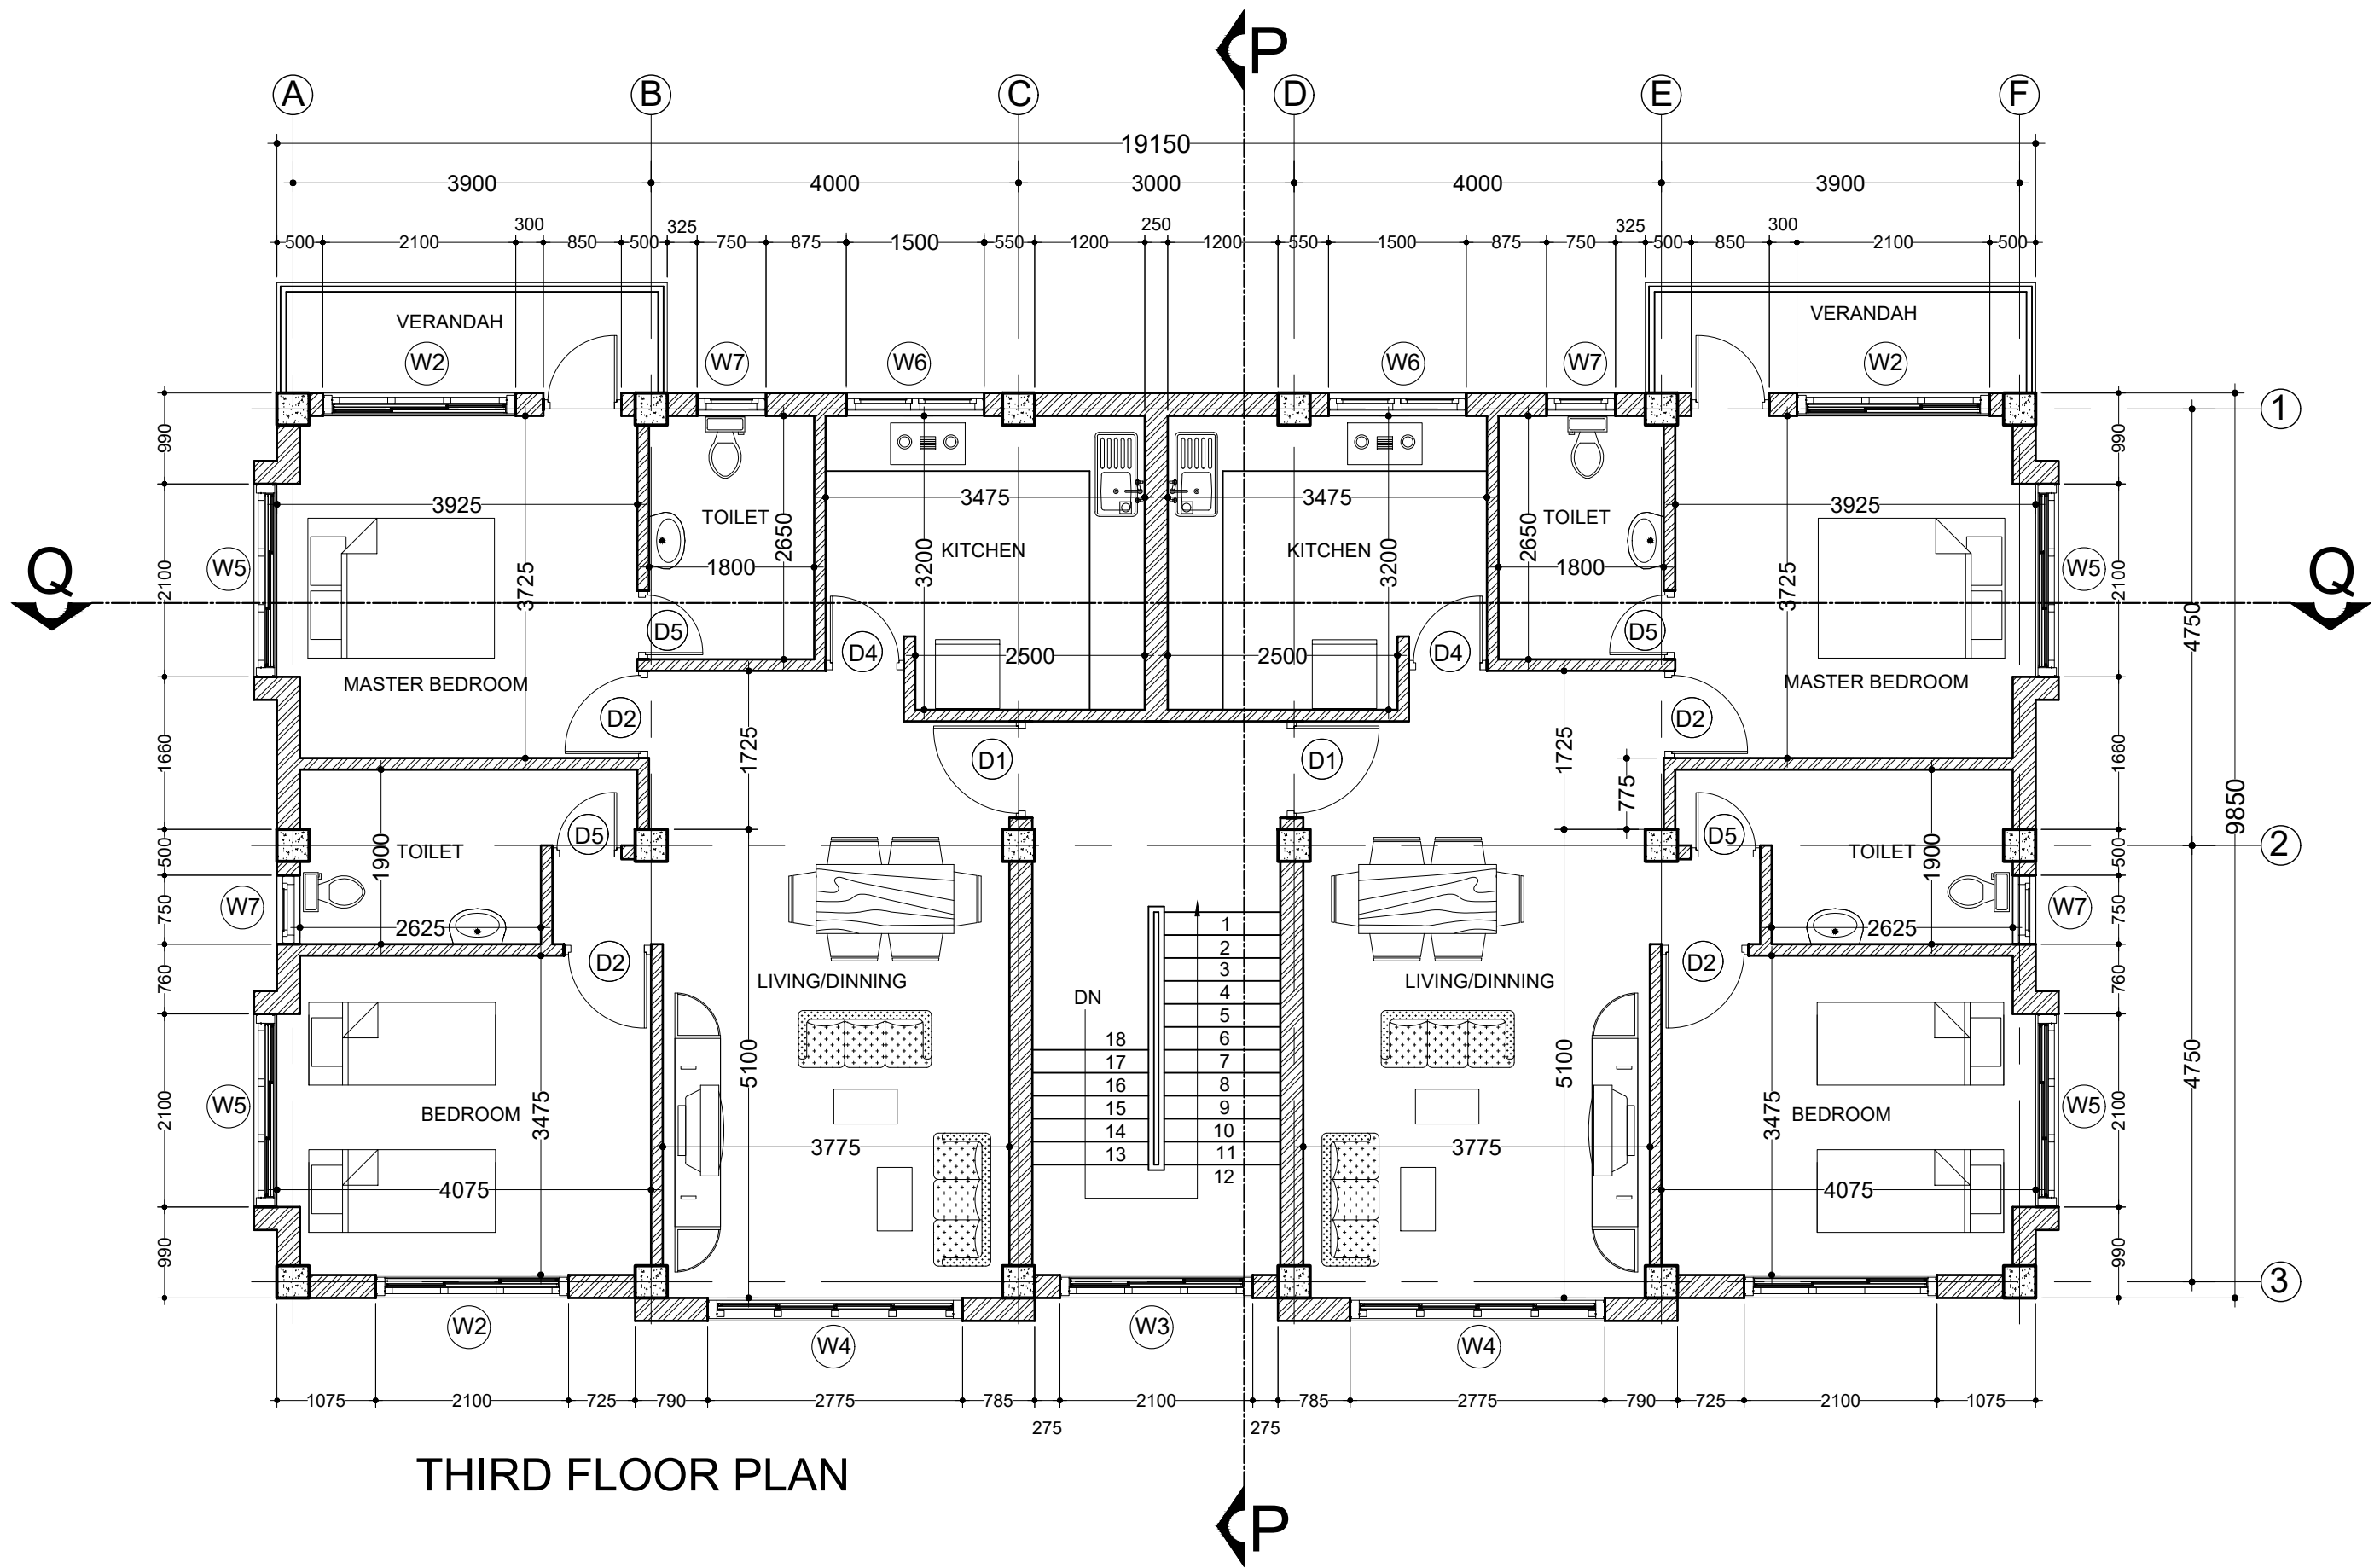 P
A B C D E F
19150
3900 4000 3000 4000 3900
300 325 250 325 300
500 2100 850 500 750 875 1500 550 1200 1200 550 1500 875 750 500 850 2100 500
VERANDAH VERANDAH
W2 W7 W6 W6 W7 W2
1
990 990
3925 3475 3475 3925
TOILET TOILET
2650 2650
KITCHEN KITCHEN
3200 3200
1800 1800
Q W5 2100 3725 3725 W5 2100 Q
4750
D5 D4 D4 D5
2500 2500
MASTER BEDROOM MASTER BEDROOM
D2 D2
1660 1725 D1 D1 1725 1660
775
9850
D5 D5
500 TOILET 1900 1900 TOILET 500 2
W7 750 750 W7
2625 2625
D2 D2
760 LIVING/DINNING LIVING/DINNING 760
DN
1
2
3
4
5
18 6
17 7
16 8
15 9
14 10
13 11
12
5100 5100 4750
W5 2100 BEDROOM 3475 3475 BEDROOM 2100 W5
3775 3775
4075 4075
990 990
3
W2 W4 W3 W4
1075 2100 725 790 2775 785 2100 785 2775 790 725 2100 1075
275 275
THIRD FLOOR PLAN
P